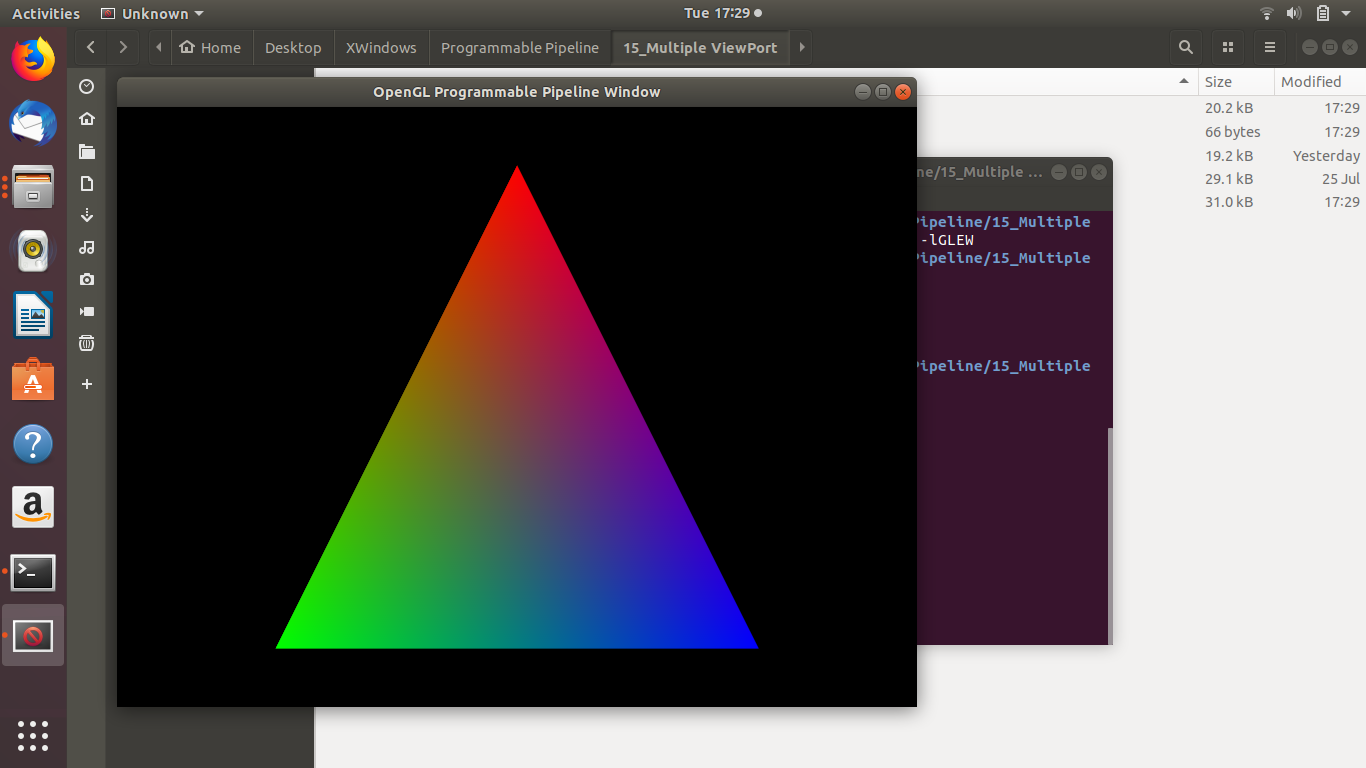 Activities Unknown Tue 17:29
Home Desktop XWindows Programmable Pipeline 15_Multiple ViewPort
Size Modified
OpenGL Programmable Pipeline Window
20.2 kB 17:29
66 bytes 17:29
19.2 kB Yesterday
29.1 kB 25 Jul
31.0 kB 17:29
ne/15_Multiple ...
Pipeline/15_Multiple
-lGLEW
Pipeline/15_Multiple
Pipeline/15_Multiple